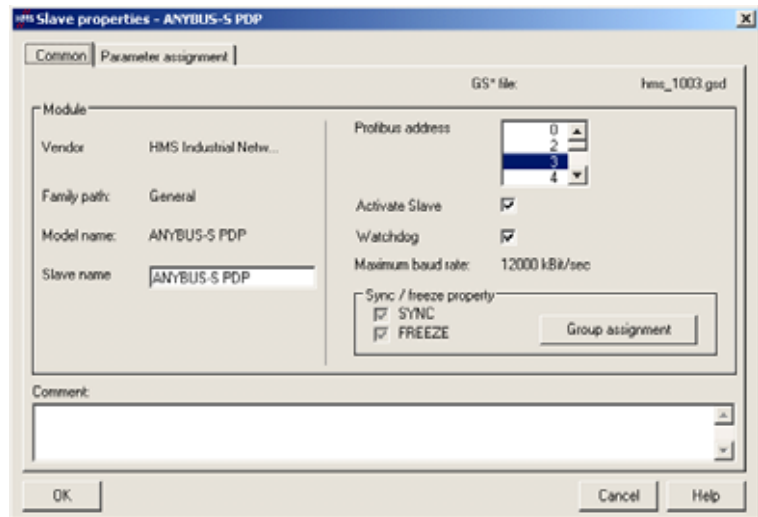 HMS Slave properties - ANYBUS-S PDP
Common Parameter assignment
GS* file: hms_1003.gsd
Module
Vendor HMS Industrial Netw...
Family path: General
Model name: ANYBUS-S PDP
Slave name ANYBUS-S PDP
Profibus address
0
2
3
4
Activate Slave
Watchdog
Maximum baud rate: 12000 kBit/sec
Sync / freeze property
SYNC
FREEZE
Group assignment
Comment:
OK Cancel Help